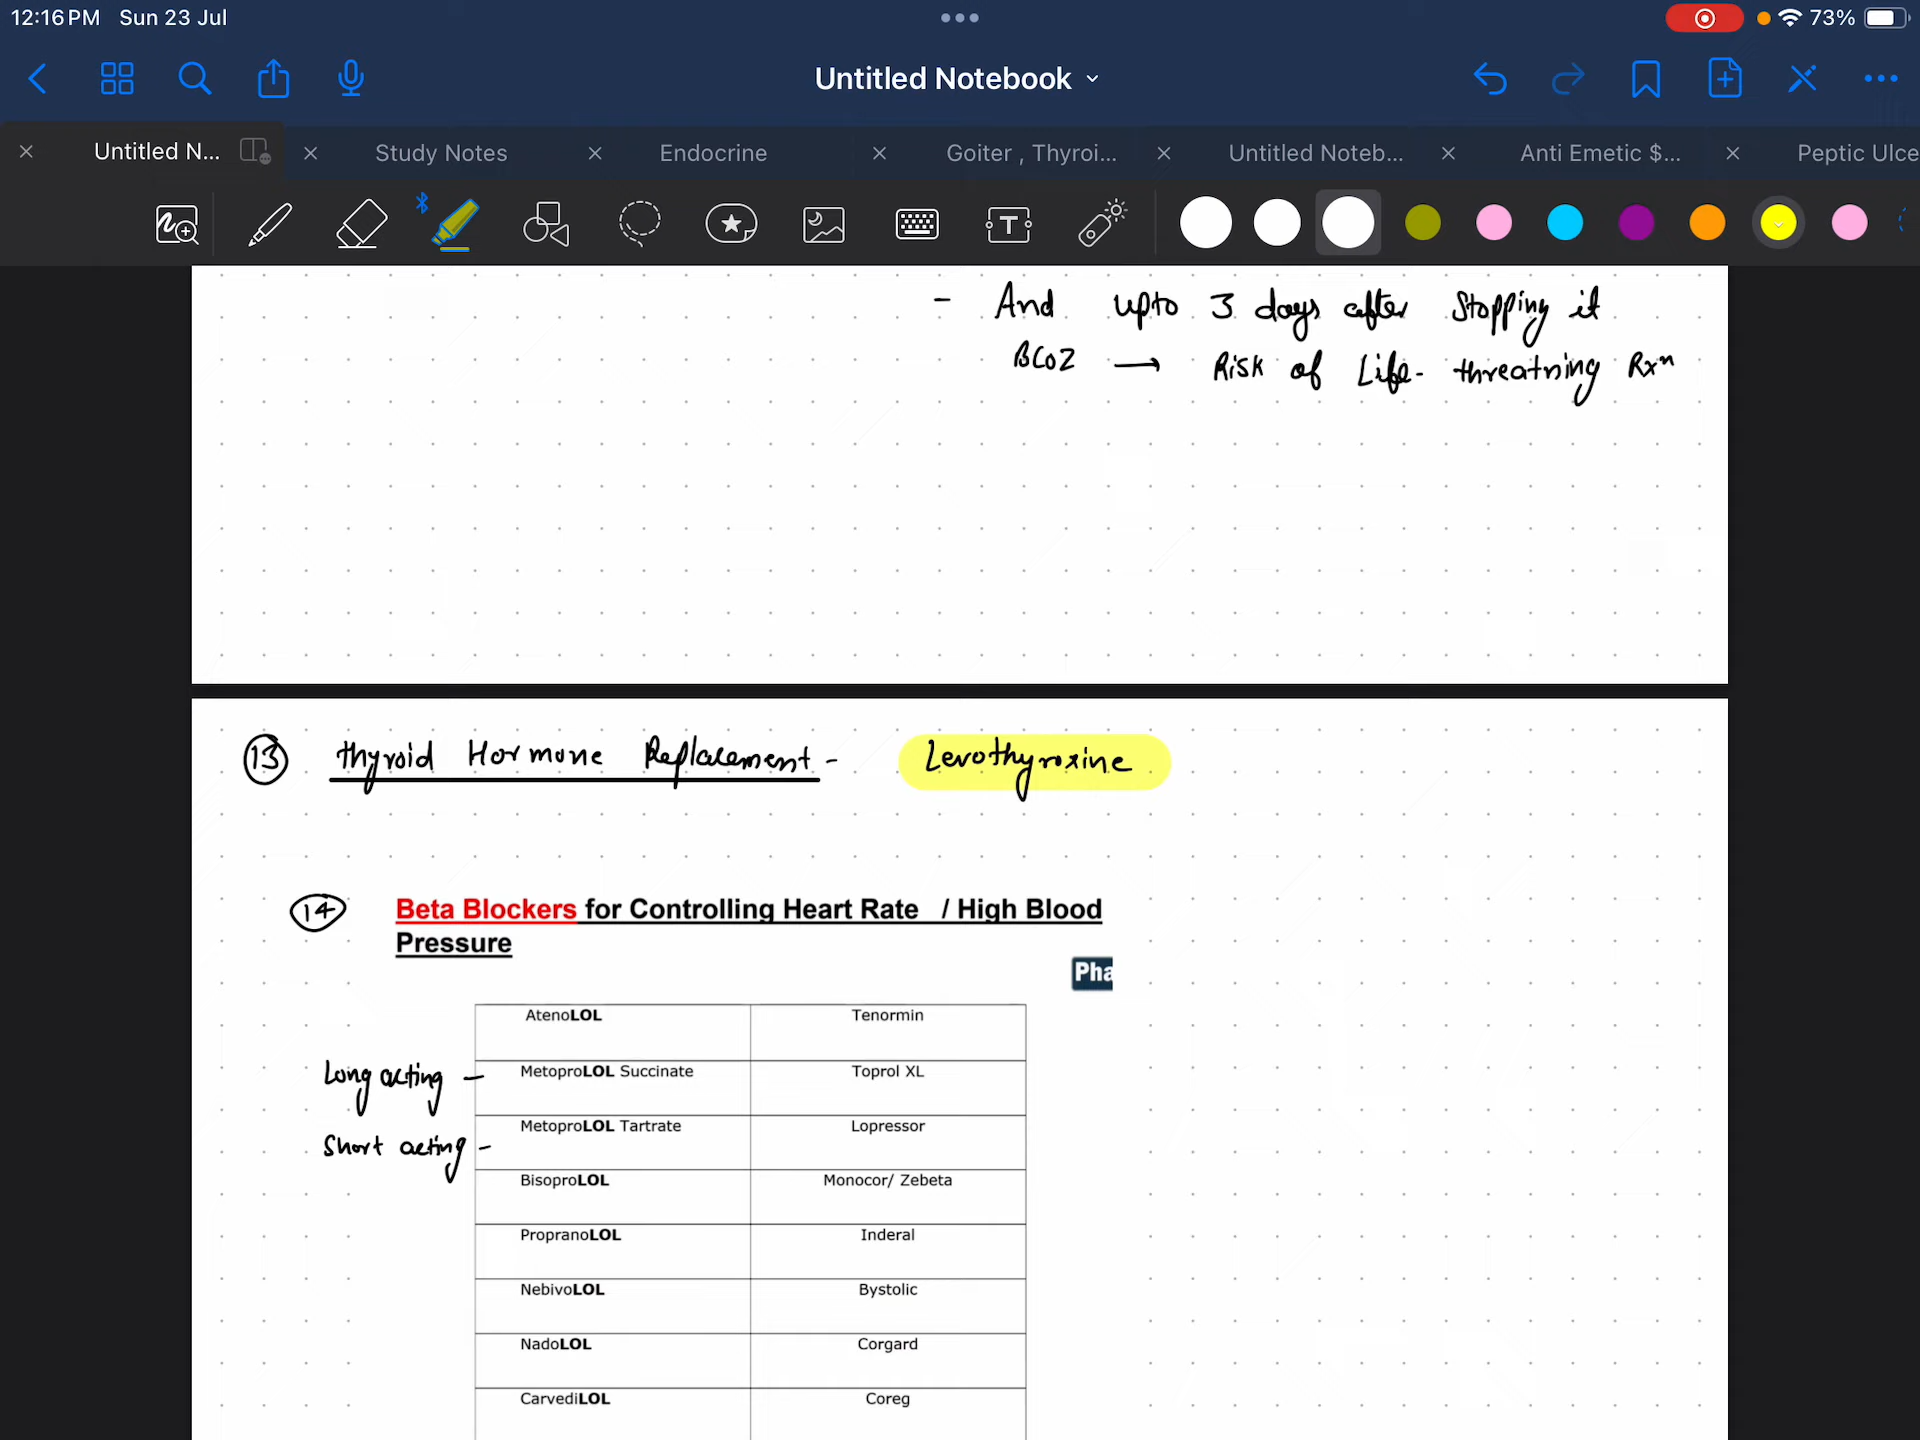 12:16 PM Sun 23 Jul
73%
Untitled Notebook
Untitled N...
Study Notes
Endocrine
Goiter , Thyroi...
Untitled Noteb...
Anti Emetic $...
Peptic Ulce
T
- And upto 3 days after Stopping it
BCOZ → Risk of Life- threatning Rxn
13 Thyroid Hormone Replacement - Levothyroxine
14 Beta Blockers for Controlling Heart Rate / High Blood
Pressure
Pha
AtenoLOL Tenormin
Long acting - MetoproLOL Succinate Toprol XL
Short acting - MetoproLOL Tartrate Lopressor
BisoproLOL Monocor/ Zebeta
PropranoLOL Inderal
NebivoLOL Bystolic
NadoLOL Corgard
CarvediLOL Coreg